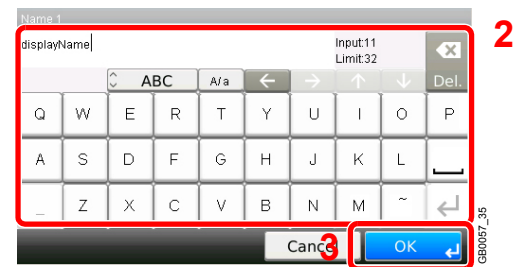 Name 1
displayName
Input:11
Limit:32
2
ABC A/a ← → ↑ ↓ Del.
Q W E R T Y U I O P
A S D F G H J K L
_ Z X C V B N M ~
3
Cancel OK
GB0057_35